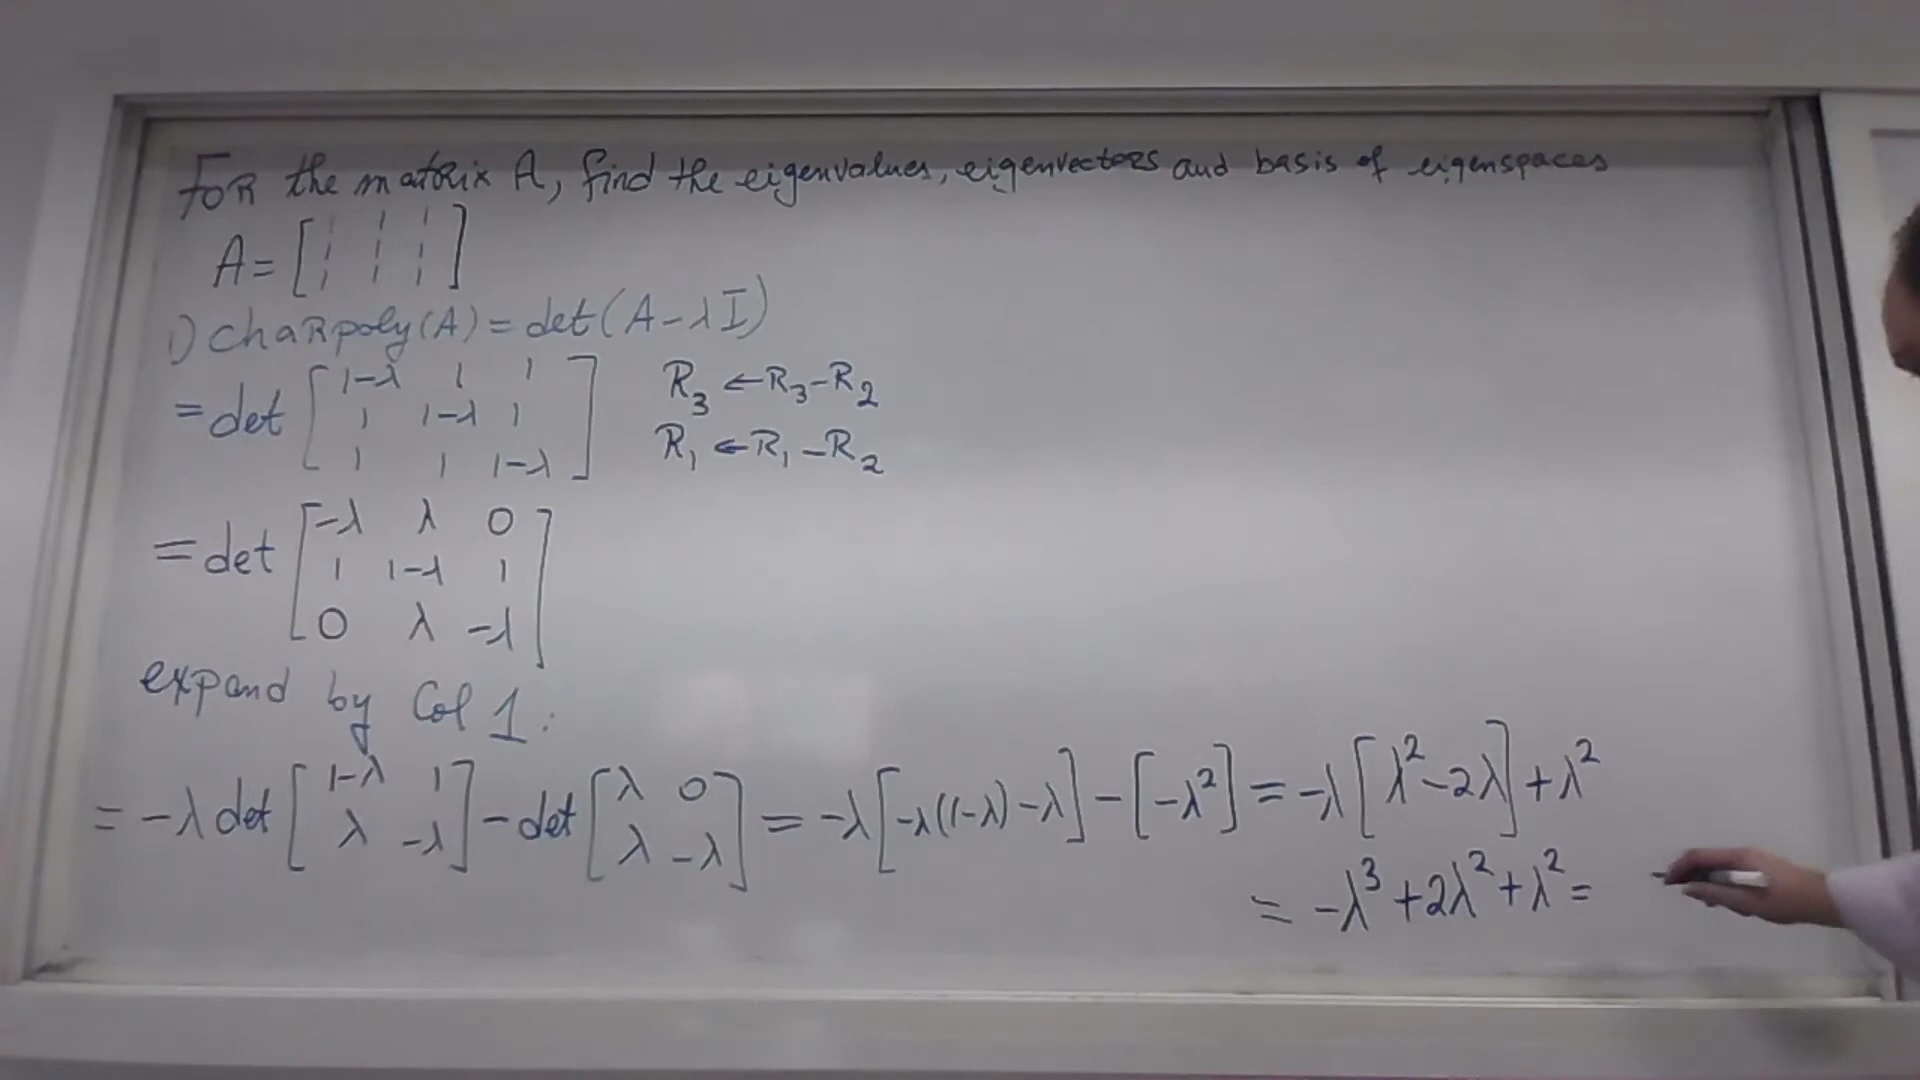 For the matrix A, find the eigenvalues, eigenvectors and basis of eigenspaces
A = [1 1 1
1 1 1
1 1 1]
1) charpoly(A) = det(A - λI)
= det [1-λ 1 1
1 1-λ 1
1 1 1-λ]
R₃ ← R₃ - R₂
R₁ ← R₁ - R₂
= det [-λ λ 0
1 1-λ 1
0 λ -λ]
expand by Col 1:
= -λ det [1-λ 1
λ -λ] - det [λ 0
λ -λ] = -λ[-λ(1-λ) - λ] - [-λ²] = -λ[λ² - 2λ] + λ²
= -λ³ + 2λ² + λ² =